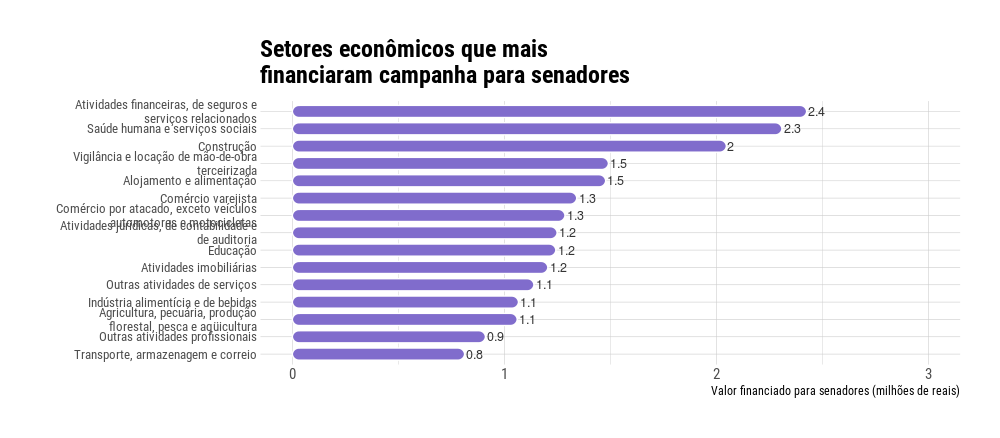 Setores econômicos que mais
financiaram campanha para senadores
Atividades financeiras, de seguros e
serviços relacionados
2.4
Saúde humana e serviços sociais
2.3
Construção
2
Vigilância e locação de mão-de-obra
terceirizada
1.5
Alojamento e alimentação
1.5
Comércio varejista
1.3
Comércio por atacado, exceto veículos
automotores e motocicletas
1.3
Atividades jurídicas, de contabilidade e
de auditoria
1.2
Educação
1.2
Atividades imobiliárias
1.2
Outras atividades de serviços
1.1
Indústria alimentícia e de bebidas
1.1
Agricultura, pecuária, produção
florestal, pesca e aqüicultura
1.1
Outras atividades profissionais
0.9
Transporte, armazenagem e correio
0.8
0 1 2 3
Valor financiado para senadores (milhões de reais)